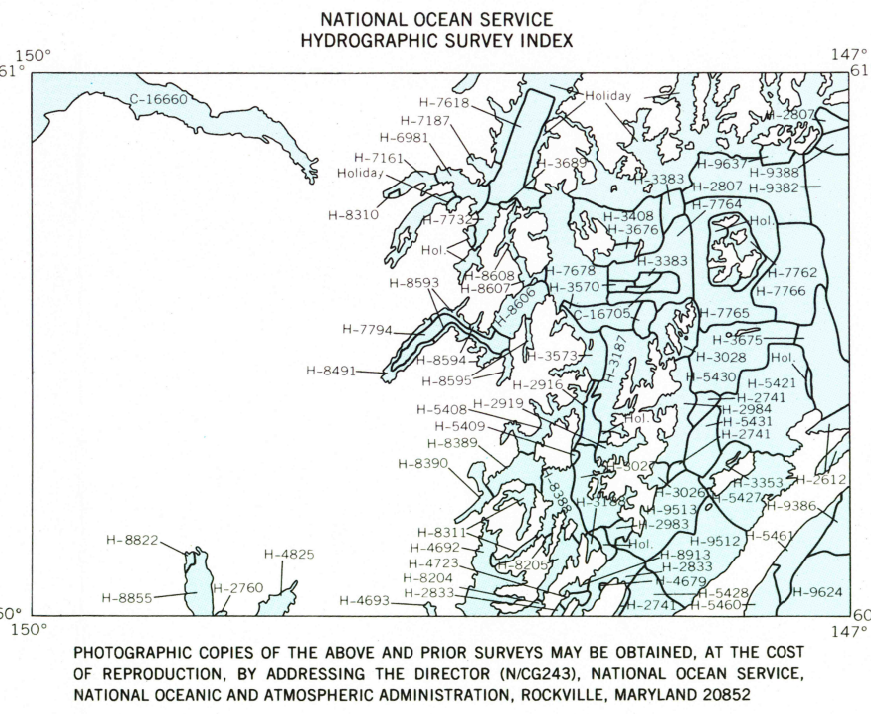 NATIONAL OCEAN SERVICE
HYDROGRAPHIC SURVEY INDEX
150° 147°
61° 61
C-16660
H-7618
Holiday
H-7187
H-2807
H-6981
H-7161
H-3689
H-9637
Holiday
H-9388
H-3383
H-2807 H-9382
H-8310
H-7764
H-7732
H-3408
H-3676
Hol.
Hol.
H-3383
H-8608
H-7678
H-7762
H-8593
H-8607
H-3570
H-7766
H-8606
C-16705
H-7765
H-7794
H-3675
H-8594
H-3573
H-3187
H-3028
Hol.
H-8491
H-8595
H-5430
H-2916
H-5421
H-2741
H-5408
H-2919
H-2984
Hol.
H-5431
H-5409
H-2741
H-8389
H-8390
H-3027
H-3353
H-2612
H-8388
H-3026
H-5427
H-3188
H-9513
H-9386
H-2983
H-8311
H-9512
H-5461
H-8822
H-4692
Hol.
H-4825
H-8913
H-4723
H-8205
H-2833
H-8204
H-4679
H-2760
H-2833
H-5428
H-9624
H-8855
H-4693
H-2741
H-5460
60° 60
150° 147°
PHOTOGRAPHIC COPIES OF THE ABOVE AND PRIOR SURVEYS MAY BE OBTAINED, AT THE COST
OF REPRODUCTION, BY ADDRESSING THE DIRECTOR (N/CG243), NATIONAL OCEAN SERVICE,
NATIONAL OCEANIC AND ATMOSPHERIC ADMINISTRATION, ROCKVILLE, MARYLAND 20852